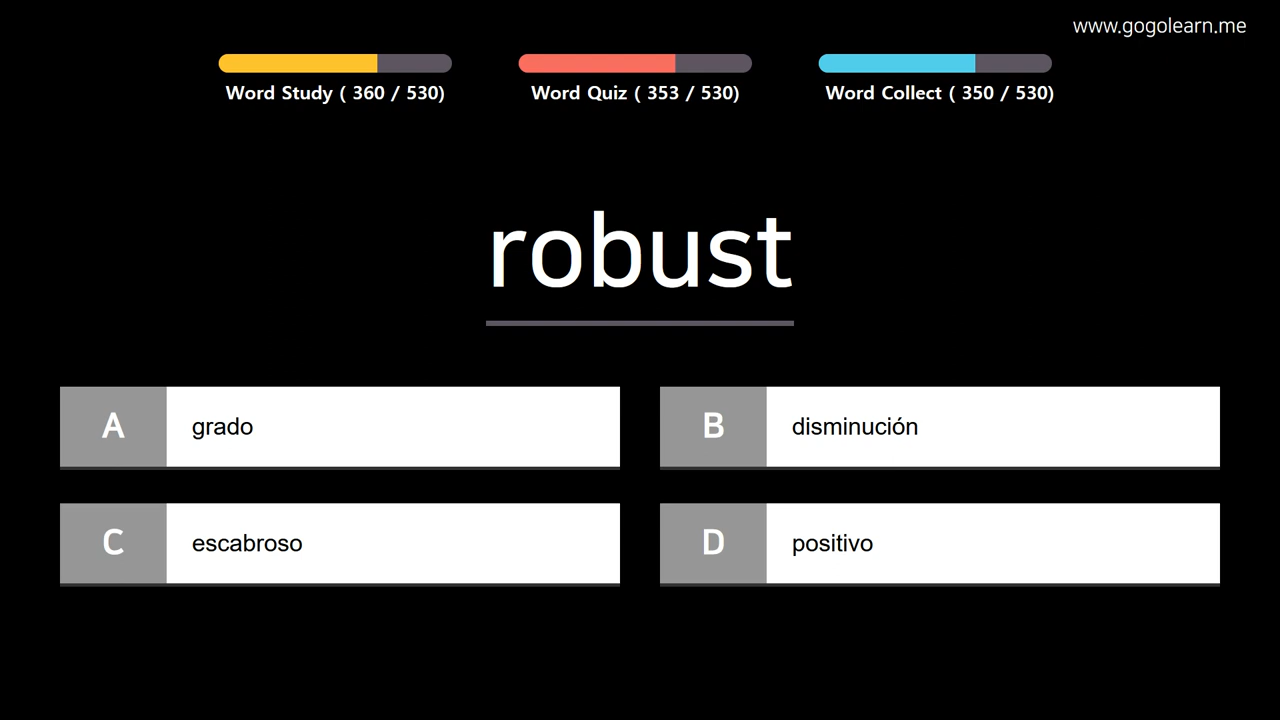 www.gogolearn.me
Word Study ( 360 / 530)
Word Quiz ( 353 / 530)
Word Collect ( 350 / 530)
robust
A grado
B disminución
C escabroso
D positivo